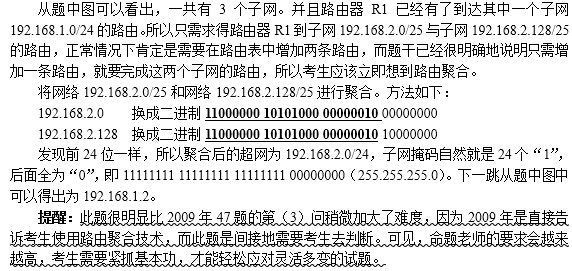 从题中图可以看出，一共有 3 个子网。并且路由器 R1 已经有了到达其中一个子网
192.168.1.0/24 的路由。所以只需求得路由器 R1 到子网 192.168.2.0/25 与子网 192.168.2.128/25
的路由，正常情况下肯定是需要在路由表中增加两条路由，而题干已经很明确地说明只需增
加一条路由，就要完成这两个子网的路由，所以考生应该立即想到路由聚合。
将网络 192.168.2.0/25 和网络 192.168.2.128/25 进行聚合。方法如下：
192.168.2.0 换成二进制 11000000 10101000 00000010 00000000
192.168.2.128 换成二进制 11000000 10101000 00000010 10000000
发现前 24 位一样，所以聚合后的超网为 192.168.2.0/24，子网掩码自然就是 24 个“1”，
后面全为“0”，即 11111111 11111111 11111111 00000000（255.255.255.0）。下一跳从题中图中
可以得出为 192.168.1.2。
提醒：此题很明显比 2009 年 47 题的第（3）问稍微加大了难度，因为 2009 年是直接告
诉考生使用路由聚合技术，而此题是间接地需要考生去判断。可见，命题老师的要求会越来
越高，考生需要紧抓基本功，才能轻松应对灵活多变的试题。